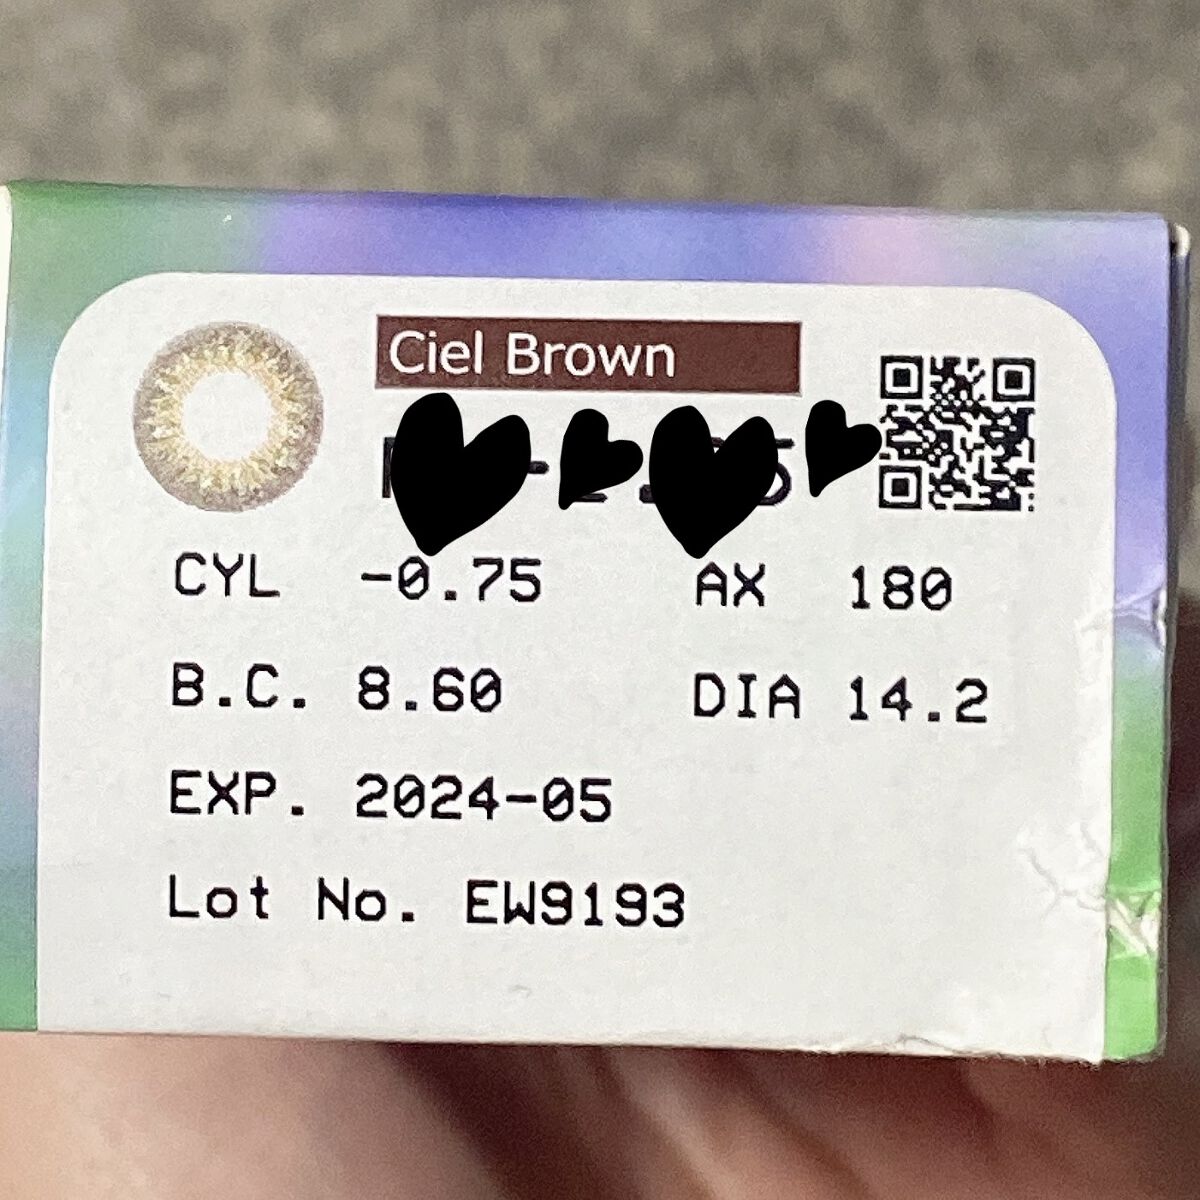 Ciel Brown
CYL -0.75 AX 180
B.C. 8.60 DIA 14.2
EXP. 2024-05
Lot No. EW9193